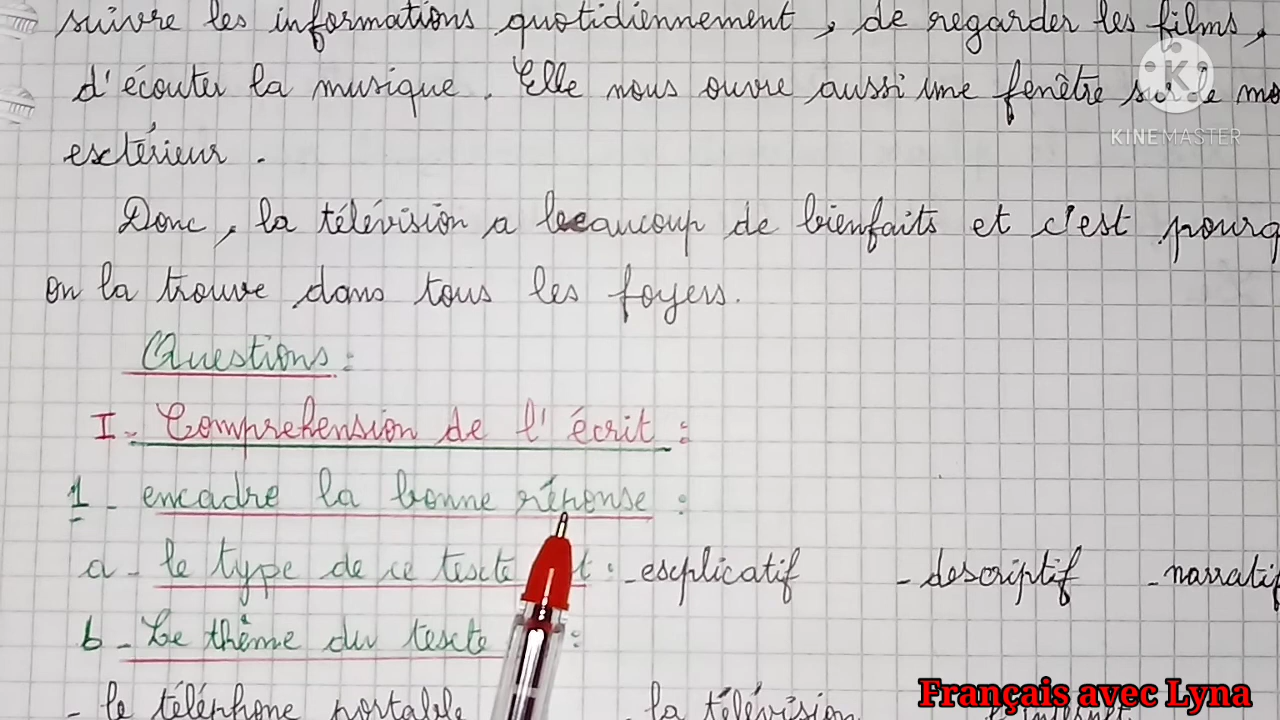 suivre les informations quotidiennement, de regarder les films,
d'écouter la musique. Elle nous ouvre aussi une fenêtre sur le
extérieur.
Donc, la télévision a beaucoup de bienfaits et c'est
on la trouve dans tous les foyers.
Questions:
I- Comprehension de l'écrit:
1- encadre la bonne réponse:
a- le type de ce texte : -explicatif -descriptif -narratif
b- Le thème du texte :
- le téléphone portable - la télévision
KINEMASTER
Français avec Lyna